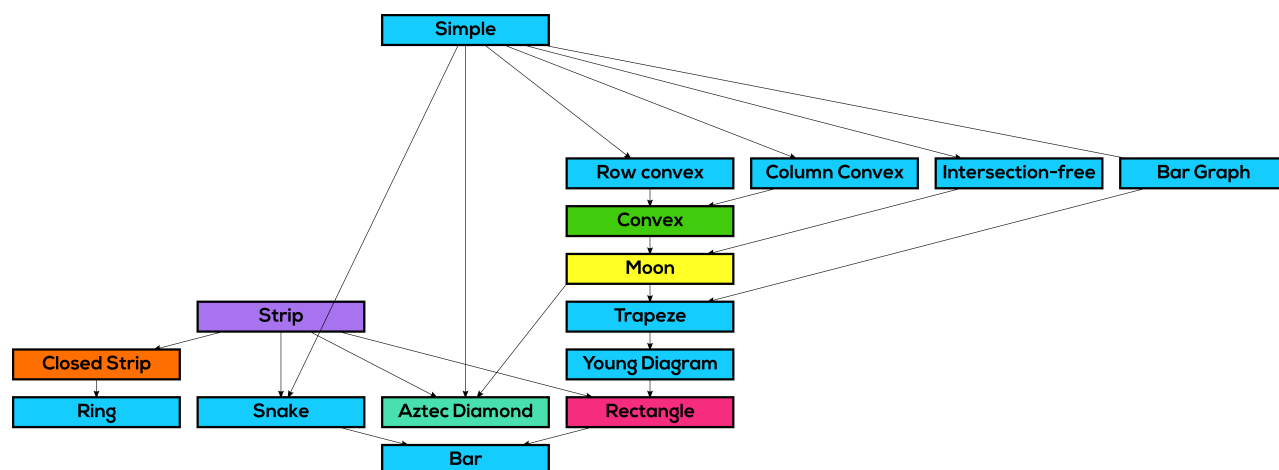 Simple
Row convex
Column Convex
Intersection-free
Bar Graph
Convex
Moon
Strip
Trapeze
Closed Strip
Young Diagram
Ring
Snake
Aztec Diamond
Rectangle
Bar